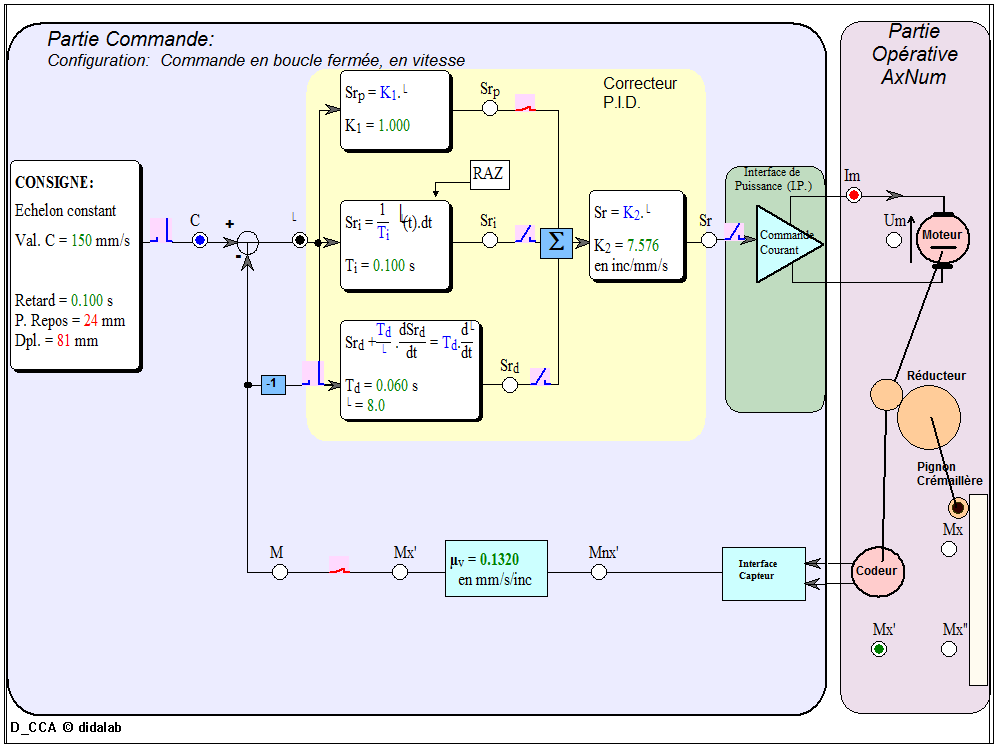 Partie Commande:
Configuration: Commande en boucle fermée, en vitesse
Partie
Opérative
AxNum
Correcteur
P.I.D.
Srp = K1.└
K1 = 1.000
Srp
RAZ
CONSIGNE:
Echelon constant
Val. C = 150 mm/s
Retard = 0.100 s
P. Repos = 24 mm
Dpl. = 81 mm
C
+
-
└
Sri = 1/Ti └(t).dt
Ti = 0.100 s
Sri
Σ
Sr = K2.└
K2 = 7.576
en inc/mm/s
Sr
Interface de
Puissance (I.P.)
Commande
Courant
Im
Um
Moteur
Srd + Td/└ . dSrd/dt = Td. d└/dt
Td = 0.060 s
└ = 8.0
Srd
-1
Réducteur
Pignon
Crémaillère
Mx
M
Mx'
µv = 0.1320
en mm/s/inc
Mnx'
Interface
Capteur
Codeur
Mx'
Mx"
D_CCA © didalab